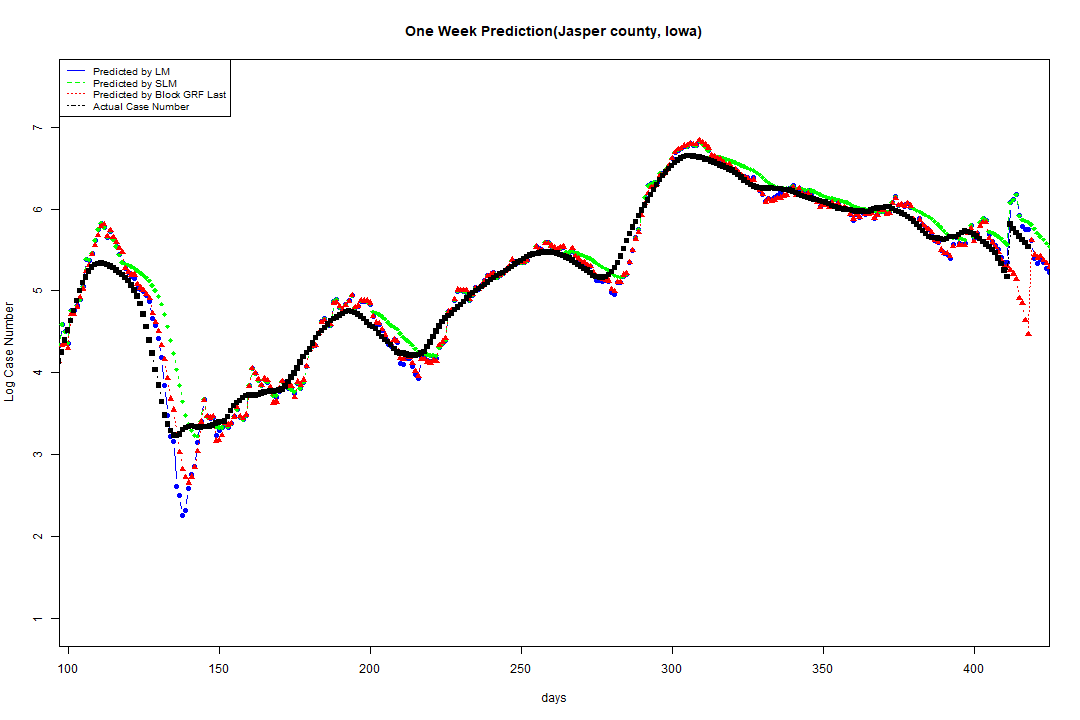 One Week Prediction(Jasper county, Iowa)
Predicted by LM
Predicted by SLM
Predicted by Block GRF Last
Actual Case Number
7
6
5
4
3
2
1
Log Case Number
100 150 200 250 300 350 400
days